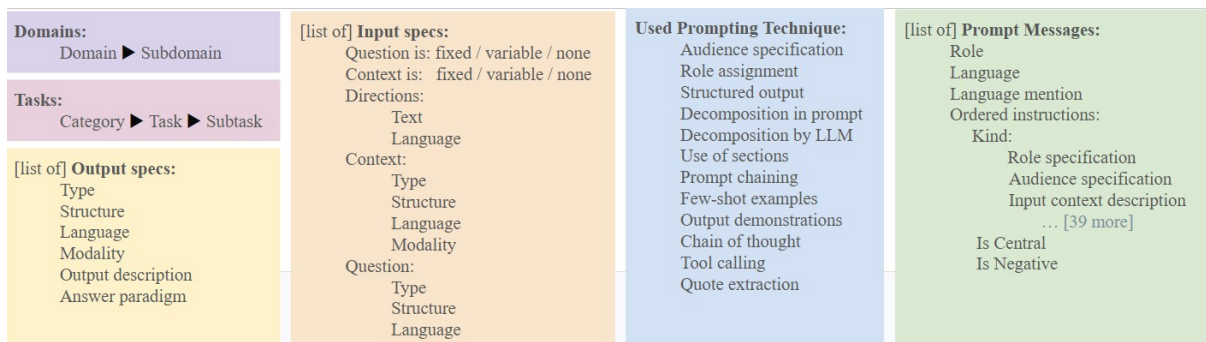 Domains:
Domain ▶ Subdomain
Tasks:
Category ▶ Task ▶ Subtask
[list of] Output specs:
Type
Structure
Language
Modality
Output description
Answer paradigm
[list of] Input specs:
Question is: fixed / variable / none
Context is: fixed / variable / none
Directions:
Text
Language
Context:
Type
Structure
Language
Modality
Question:
Type
Structure
Language
Used Prompting Technique:
Audience specification
Role assignment
Structured output
Decomposition in prompt
Decomposition by LLM
Use of sections
Prompt chaining
Few-shot examples
Output demonstrations
Chain of thought
Tool calling
Quote extraction
[list of] Prompt Messages:
Role
Language
Language mention
Ordered instructions:
Kind:
Role specification
Audience specification
Input context description
… [39 more]
Is Central
Is Negative